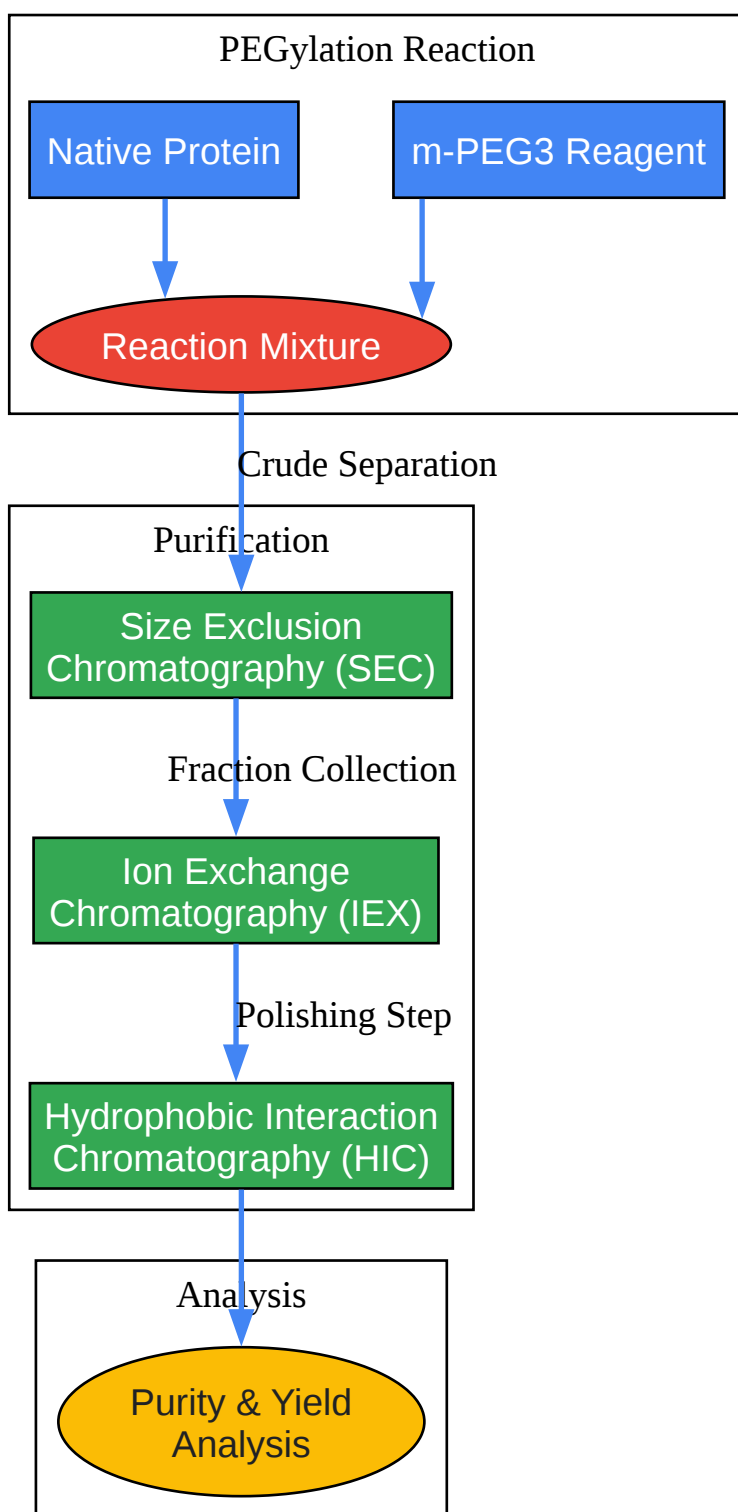 PEGylation Reaction
Native Protein
m-PEG3 Reagent
Reaction Mixture
Crude Separation
Purification
Size Exclusion
Chromatography (SEC)
Fraction Collection
Ion Exchange
Chromatography (IEX)
Polishing Step
Hydrophobic Interaction
Chromatography (HIC)
Analysis
Purity & Yield
Analysis